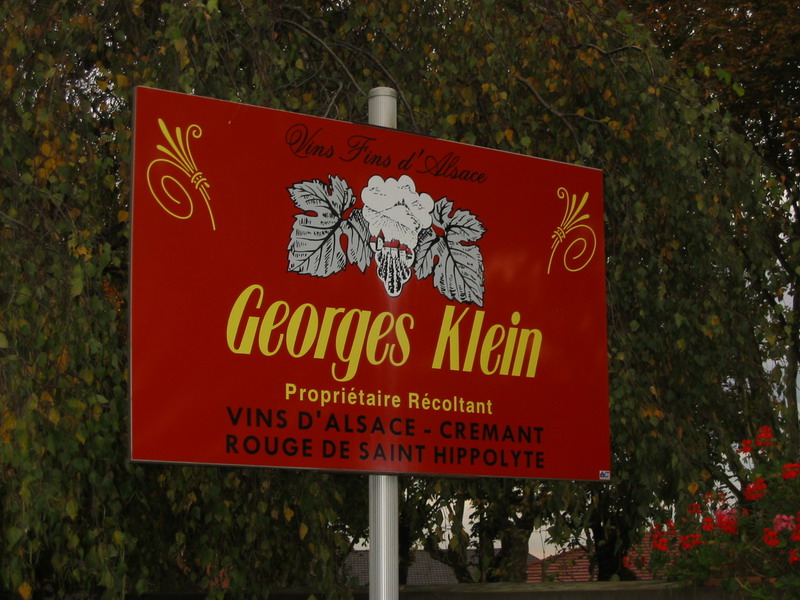 Vins Fins d'Alsace
Georges Klein
Propriétaire Récoltant
VINS D'ALSACE - CREMANT
ROUGE DE SAINT HIPPOLYTE